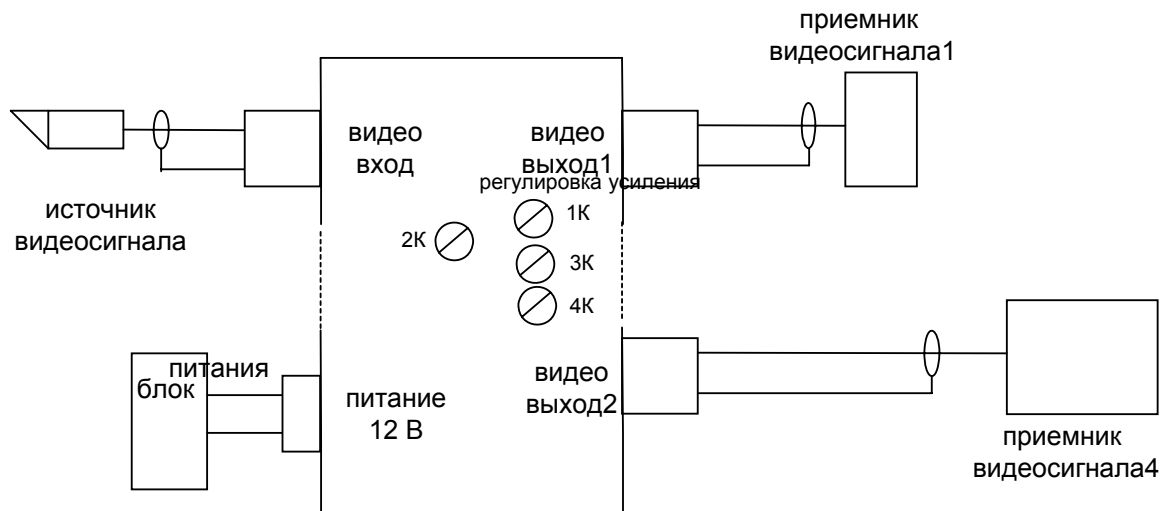 приемник
видеосигнала1
видео
вход
видео
выход1
регулировка усиления
источник
видеосигнала
1К
2К
3К
4К
питания
блок
видео
выход2
питание
12 В
приемник
видеосигнала4